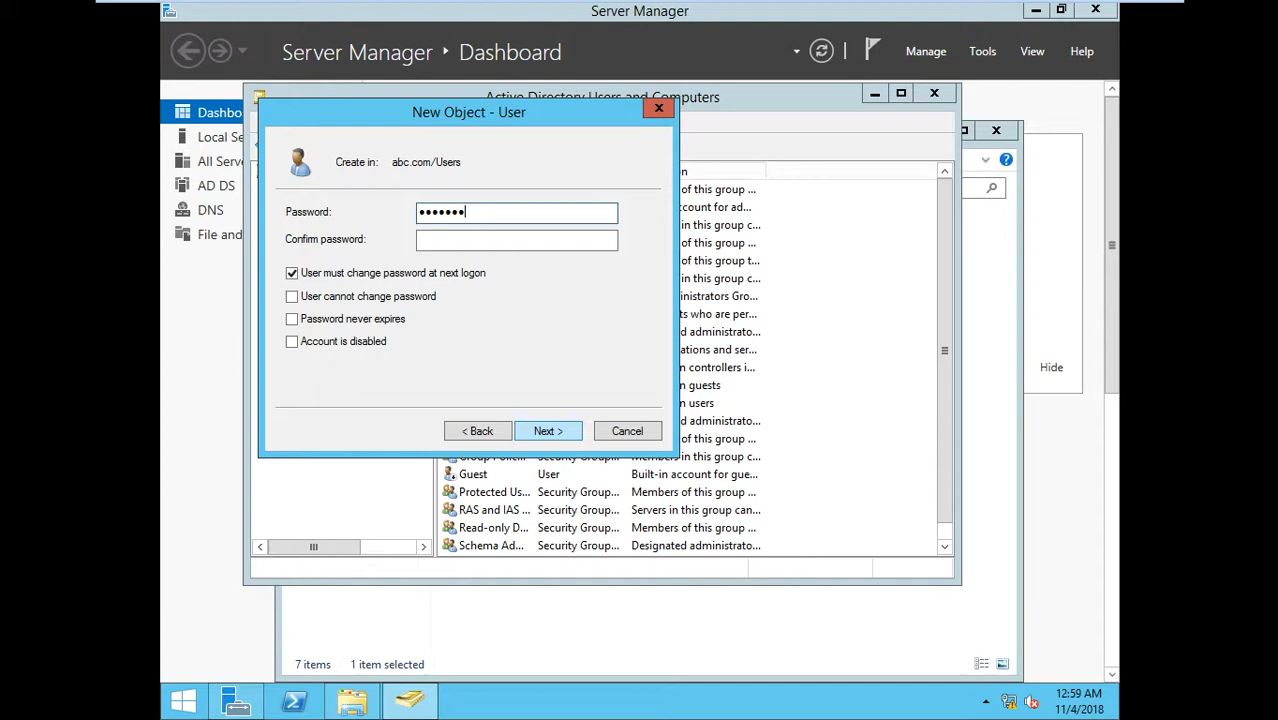 Server Manager
Server Manager • Dashboard
Manage Tools View Help
Dashbo
Local Se
All Serve
AD DS
DNS
File and
Active Directory Users and Computers
New Object - User
Create in: abc.com/Users
Password: •••••••
Confirm password:
User must change password at next logon
User cannot change password
Password never expires
Account is disabled
< Back Next > Cancel
n
of this group ...
count for ad...
in this group c...
of this group ...
of this group t...
in this group c...
ministrators Gro...
ts who are per...
d administrato...
ations and ser...
n controllers i...
n guests
n users
d administrato...
of this group ...
Members of this group ...
Guest User Built-in account for gue...
Protected Us... Security Group... Members of this group ...
RAS and IAS ... Security Group... Servers in this group can...
Read-only D... Security Group... Members of this group ...
Schema Ad... Security Group... Designated administrato...
Hide
7 items 1 item selected
12:59 AM
11/4/2018